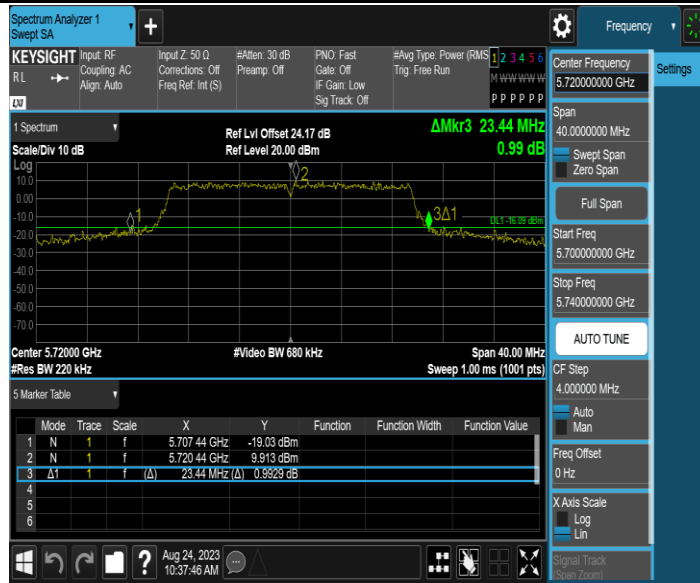 Spectrum Analyzer 1
Swept SA
+
Frequency
KEYSIGHT
RL
LXI
Input: RF
Coupling: AC
Align: Auto
Input Z: 50 Ω
Corrections: Off
Freq Ref: Int (S)
#Atten: 30 dB
Preamp: Off
PNO: Fast
Gate: Off
IF Gain: Low
Sig Track: Off
#Avg Type: Power (RMS
Trig: Free Run
1 2 3 4 5 6
M W W W W W
P P P P P P
Center Frequency
5.720000000 GHz
Settings
Span
40.0000000 MHz
Swept Span
Zero Span
Full Span
Start Freq
5.700000000 GHz
Stop Freq
5.740000000 GHz
AUTO TUNE
CF Step
4.000000 MHz
Auto
Man
Freq Offset
0 Hz
X Axis Scale
Log
Lin
Signal Track
(Span Zoom)
1 Spectrum
Scale/Div 10 dB
Ref Lvl Offset 24.17 dB
Ref Level 20.00 dBm
ΔMkr3 23.44 MHz
0.99 dB
Log
10.0
0.00
-10.0
-20.0
-30.0
-40.0
-50.0
-60.0
-70.0
1
2
3Δ1
DL1 -16.09 dBm
Center 5.72000 GHz
#Video BW 680 kHz
Span 40.00 MHz
#Res BW 220 kHz
Sweep 1.00 ms (1001 pts)
5 Marker Table
Mode Trace Scale X Y Function Function Width Function Value
1 N 1 f 5.707 44 GHz -19.03 dBm
2 N 1 f 5.720 44 GHz 9.913 dBm
3 Δ1 1 f (Δ) 23.44 MHz (Δ) 0.9929 dB
4
5
6
?
Aug 24, 2023
10:37:46 AM